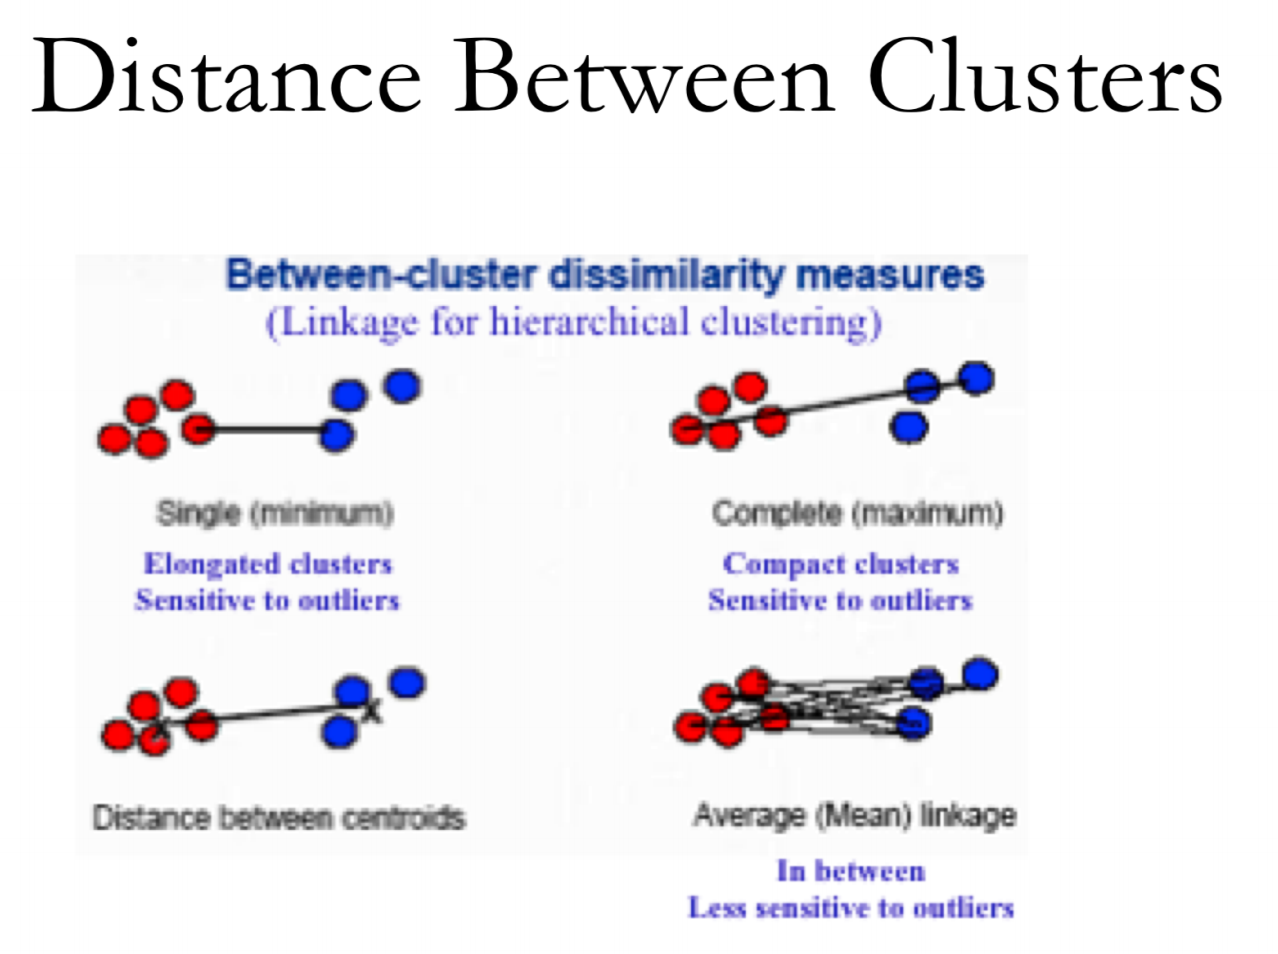 Distance Between Clusters
Between-cluster dissimilarity measures
(Linkage for hierarchical clustering)
Single (minimum)
Elongated clusters
Sensitive to outliers
Complete (maximum)
Compact clusters
Sensitive to outliers
x
Distance between centroids
Average (Mean) linkage
In between
Less sensitive to outliers